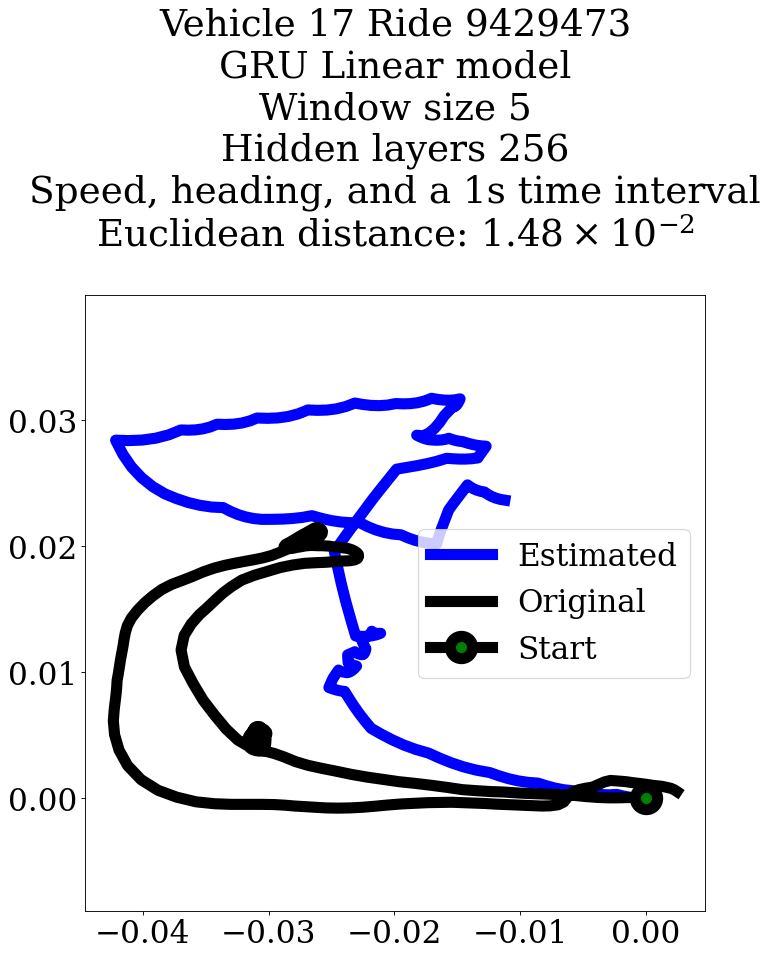 Vehicle 17 Ride 9429473
GRU Linear model
Window size 5
Hidden layers 256
Speed, heading, and a 1s time interval
Euclidean distance: 1.48 × 10⁻²
0.03
0.02
0.01
0.00
Estimated
Original
Start
−0.04 −0.03 −0.02 −0.01 0.00